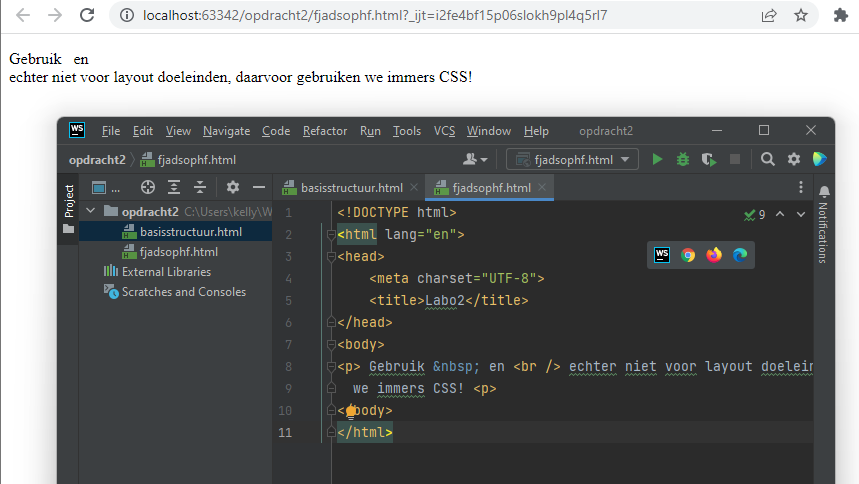 localhost:63342/opdracht2/fjadsophf.html?_ijt=i2fe4bf15p06slokh9pl4q5rl7
Gebruik   en
echter niet voor layout doeleinden, daarvoor gebruiken we immers CSS!
WS File Edit View Navigate Code Refactor Run Tools VCS Window Help opdracht2
opdracht2 fjadsophf.html fjadsophf.html
Project ... basisstructuur.html fjadsophf.html
opdracht2 C:\Users\kelly\W
basisstructuur.html
fjadsophf.html
External Libraries
Scratches and Consoles
1 <!DOCTYPE html>
2 <html lang="en">
3 <head>
4 <meta charset="UTF-8">
5 <title>Labo2</title>
6 </head>
7 <body>
8 <p> Gebruik &nbsp; en <br /> echter niet voor layout doelein
9 we immers CSS! <p>
10 </body>
11 </html>
9
WS
Notifications